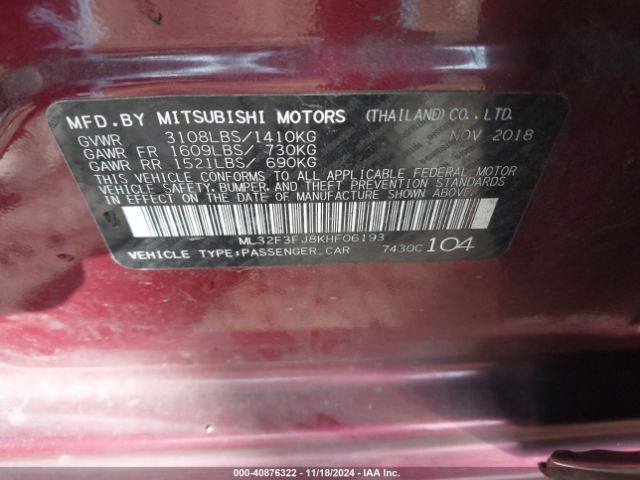 MFD.BY MITSUBISHI MOTORS (THAILAND) CO.,LTD.
GVWR 3108LBS/1410KG NOV 2018
GAWR FR 1609LBS/ 730KG
GAWR RR 1521LBS/ 690KG
THIS VEHICLE CONFORMS TO ALL APPLICABLE FEDERAL MOTOR
VEHICLE SAFETY, BUMPER, AND THEFT PREVENTION STANDARDS
IN EFFECT ON THE DATE OF MANUFACTURE SHOWN ABOVE.
ML32F3FJ8KHF06193
VEHICLE TYPE:PASSENGER CAR 7430C 104
000-40876322 | 11/18/2024 | IAA Inc.